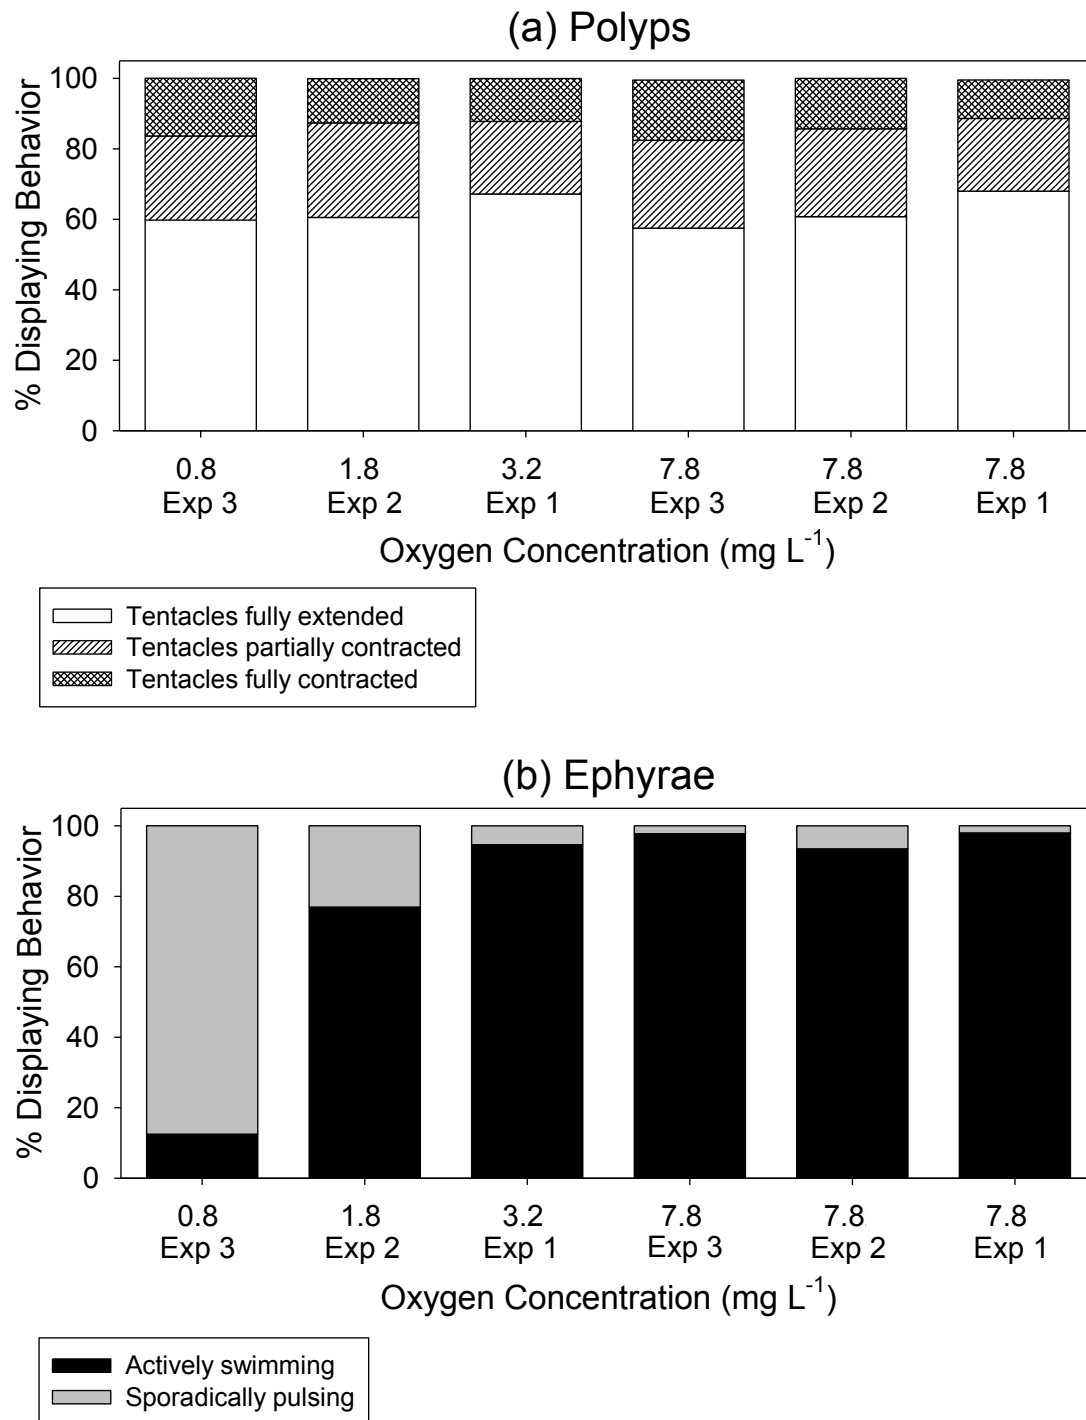 (a) Polyps
% Displaying Behavior
100
80
60
40
20
0
0.8 1.8 3.2 7.8 7.8 7.8
Exp 3 Exp 2 Exp 1 Exp 3 Exp 2 Exp 1
Oxygen Concentration (mg L⁻¹)
Tentacles fully extended
Tentacles partially contracted
Tentacles fully contracted
(b) Ephyrae
% Displaying Behavior
100
80
60
40
20
0
0.8 1.8 3.2 7.8 7.8 7.8
Exp 3 Exp 2 Exp 1 Exp 3 Exp 2 Exp 1
Oxygen Concentration (mg L⁻¹)
Actively swimming
Sporadically pulsing